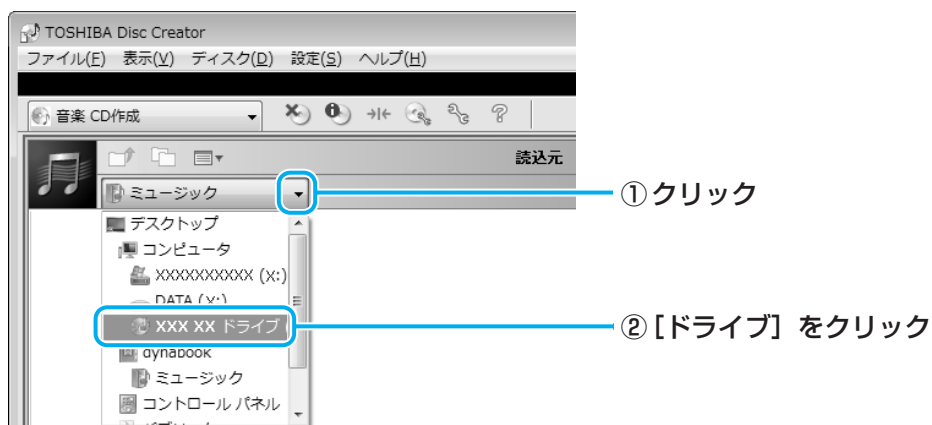 TOSHIBA Disc Creator
ファイル(F) 表示(V) ディスク(D) 設定(S) ヘルプ(H)
音楽 CD作成
読込元
ミュージック
①クリック
デスクトップ
コンピュータ
XXXXXXXXXX (X:)
DATA (X:)
XXX XX ドライブ
②[ドライブ]をクリック
dynabook
ミュージック
コントロール パネル